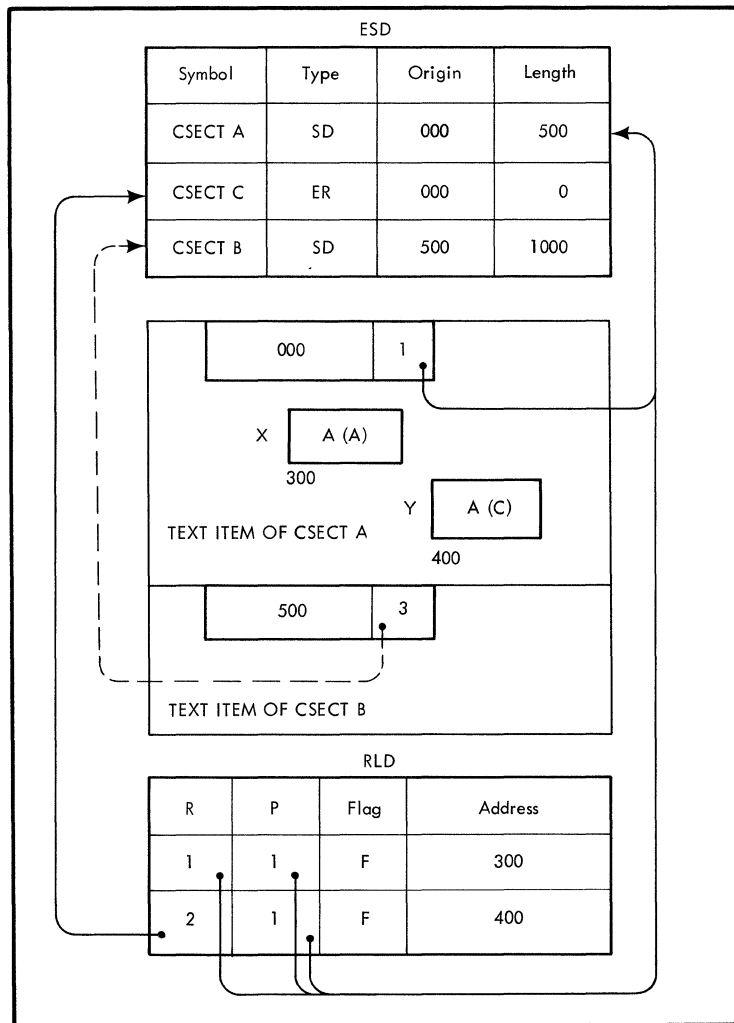 ESD
Symbol Type Origin Length
CSECT A SD 000 500
CSECT C ER 000 0
CSECT B SD 500 1000
000 1
X A (A)
300
Y A (C)
TEXT ITEM OF CSECT A
400
500 3
TEXT ITEM OF CSECT B
RLD
R P Flag Address
1 1 F 300
2 1 F 400